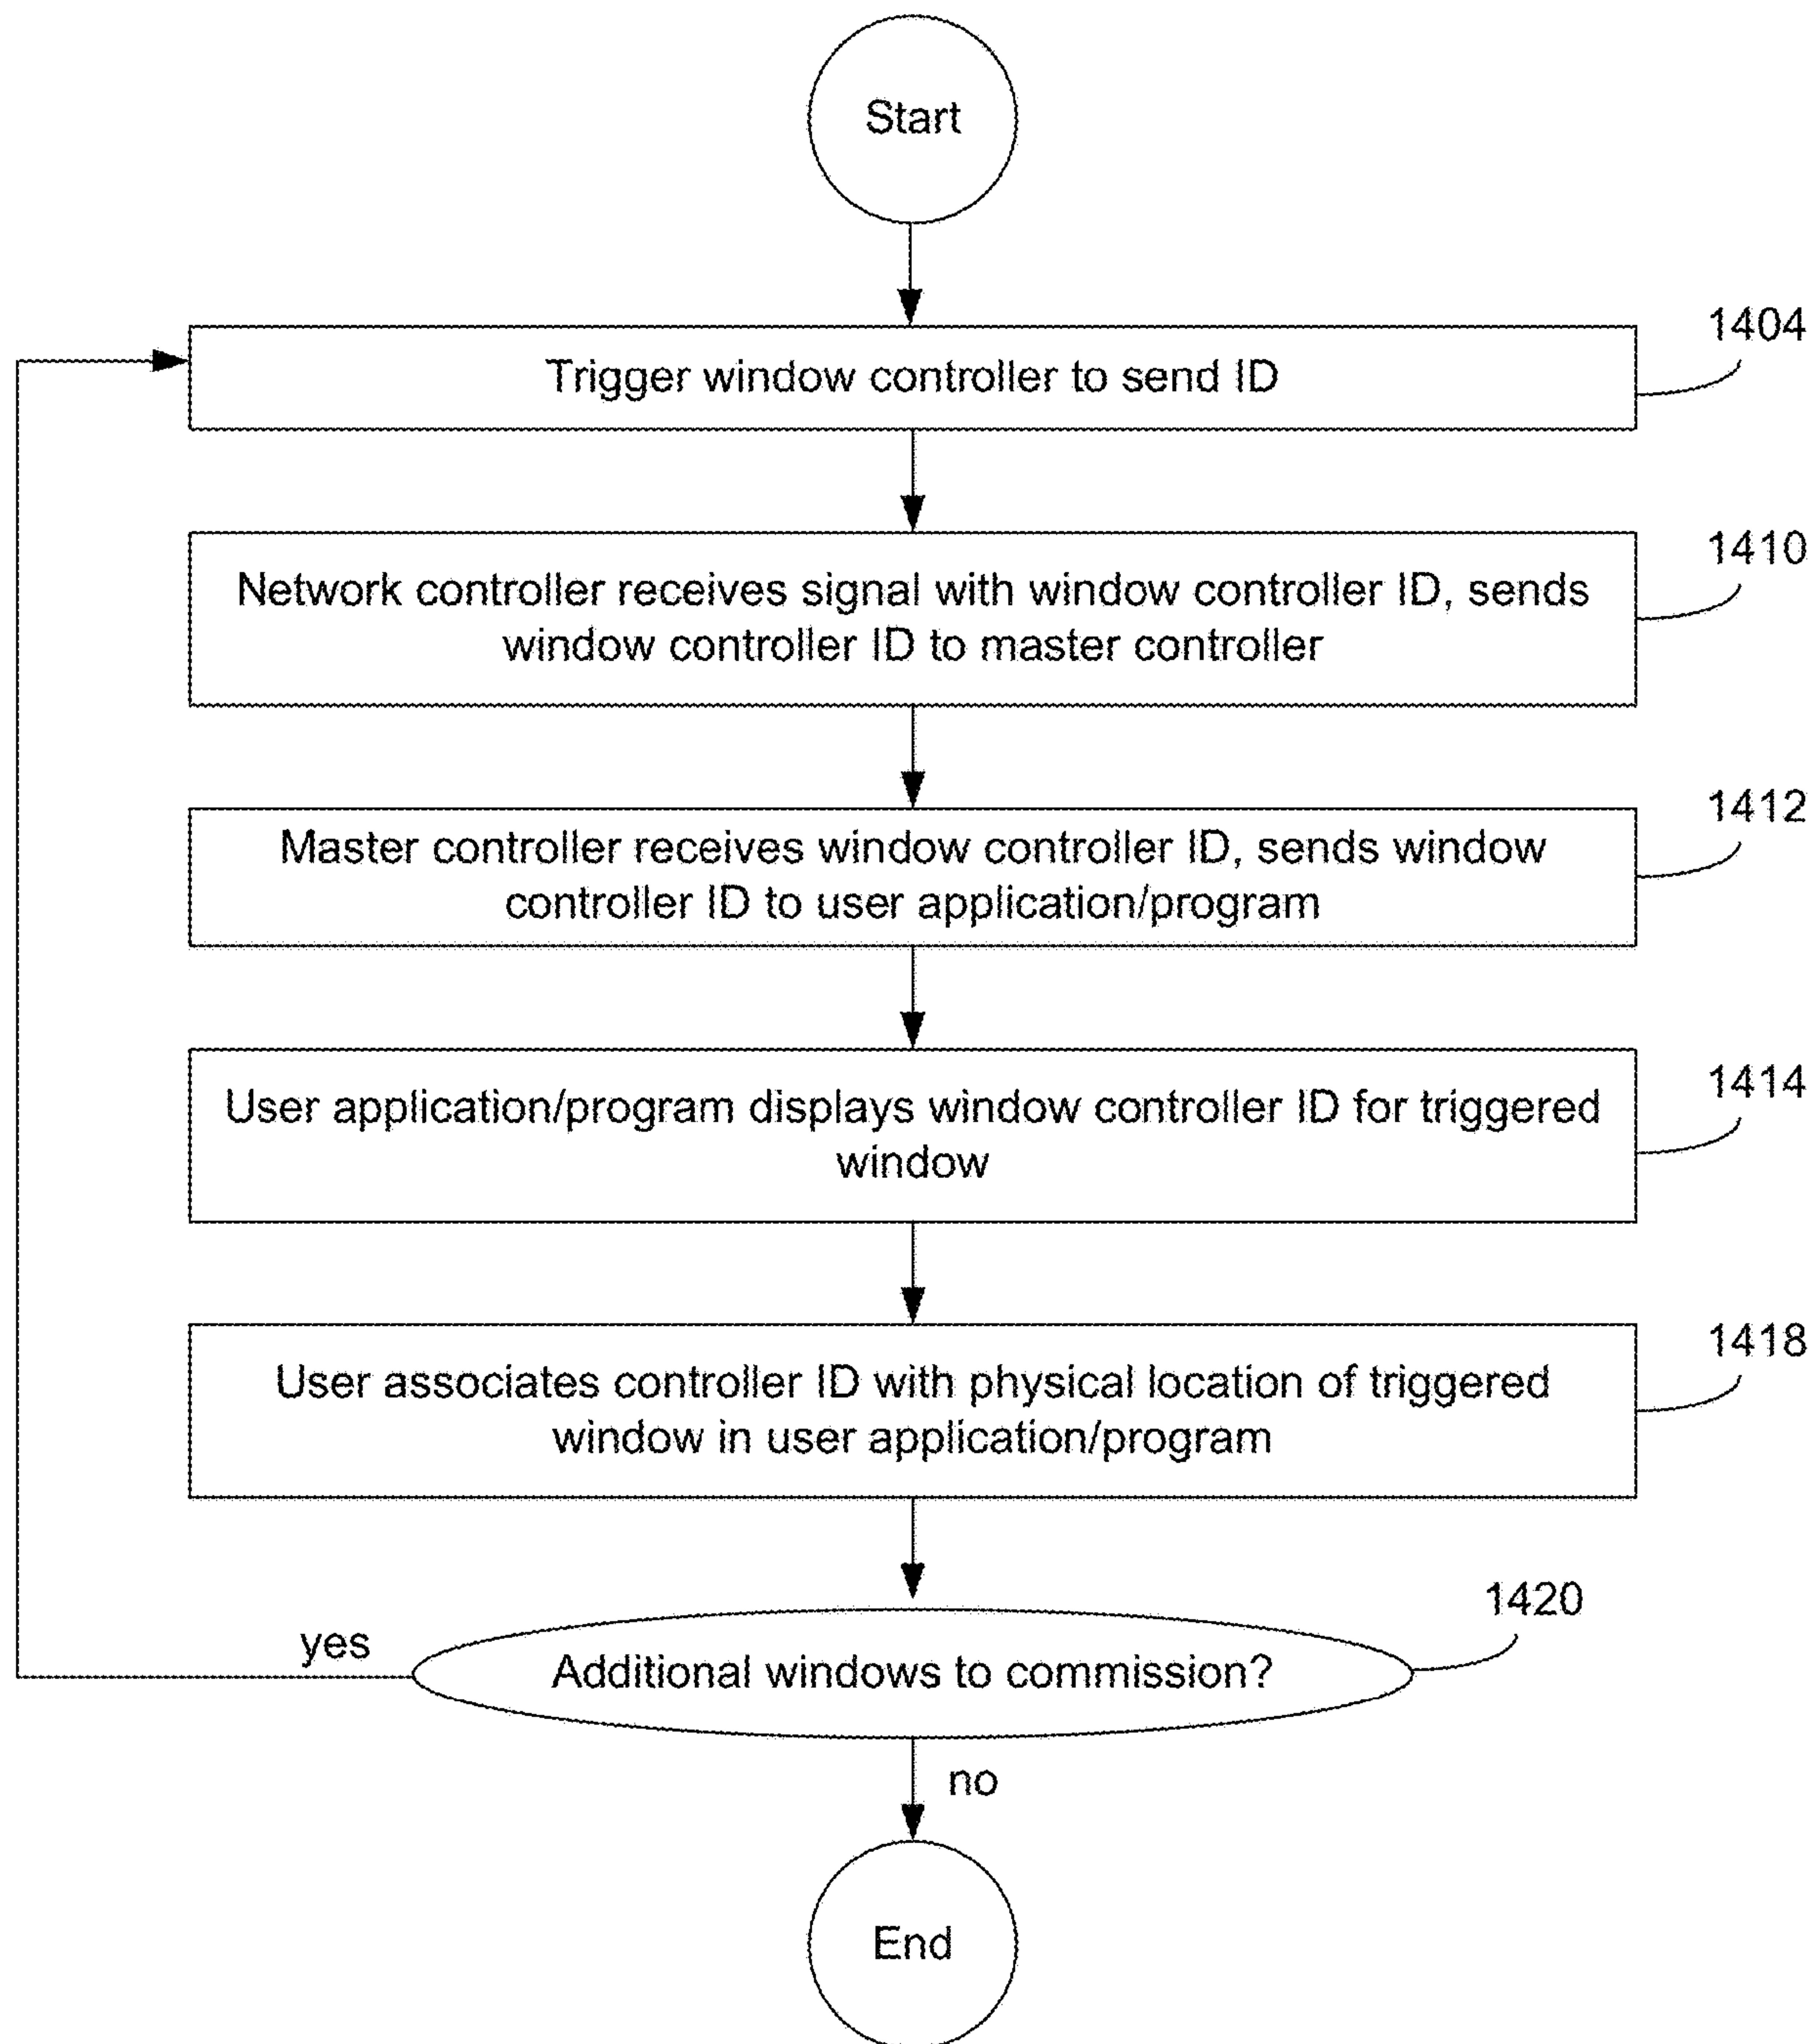 Start
1404
Trigger window controller to send ID
1410
Network controller receives signal with window controller ID, sends
window controller ID to master controller
1412
Master controller receives window controller ID, sends window
controller ID to user application/program
1414
User application/program displays window controller ID for triggered
window
1418
User associates controller ID with physical location of triggered
window in user application/program
1420
yes
Additional windows to commission?
no
End